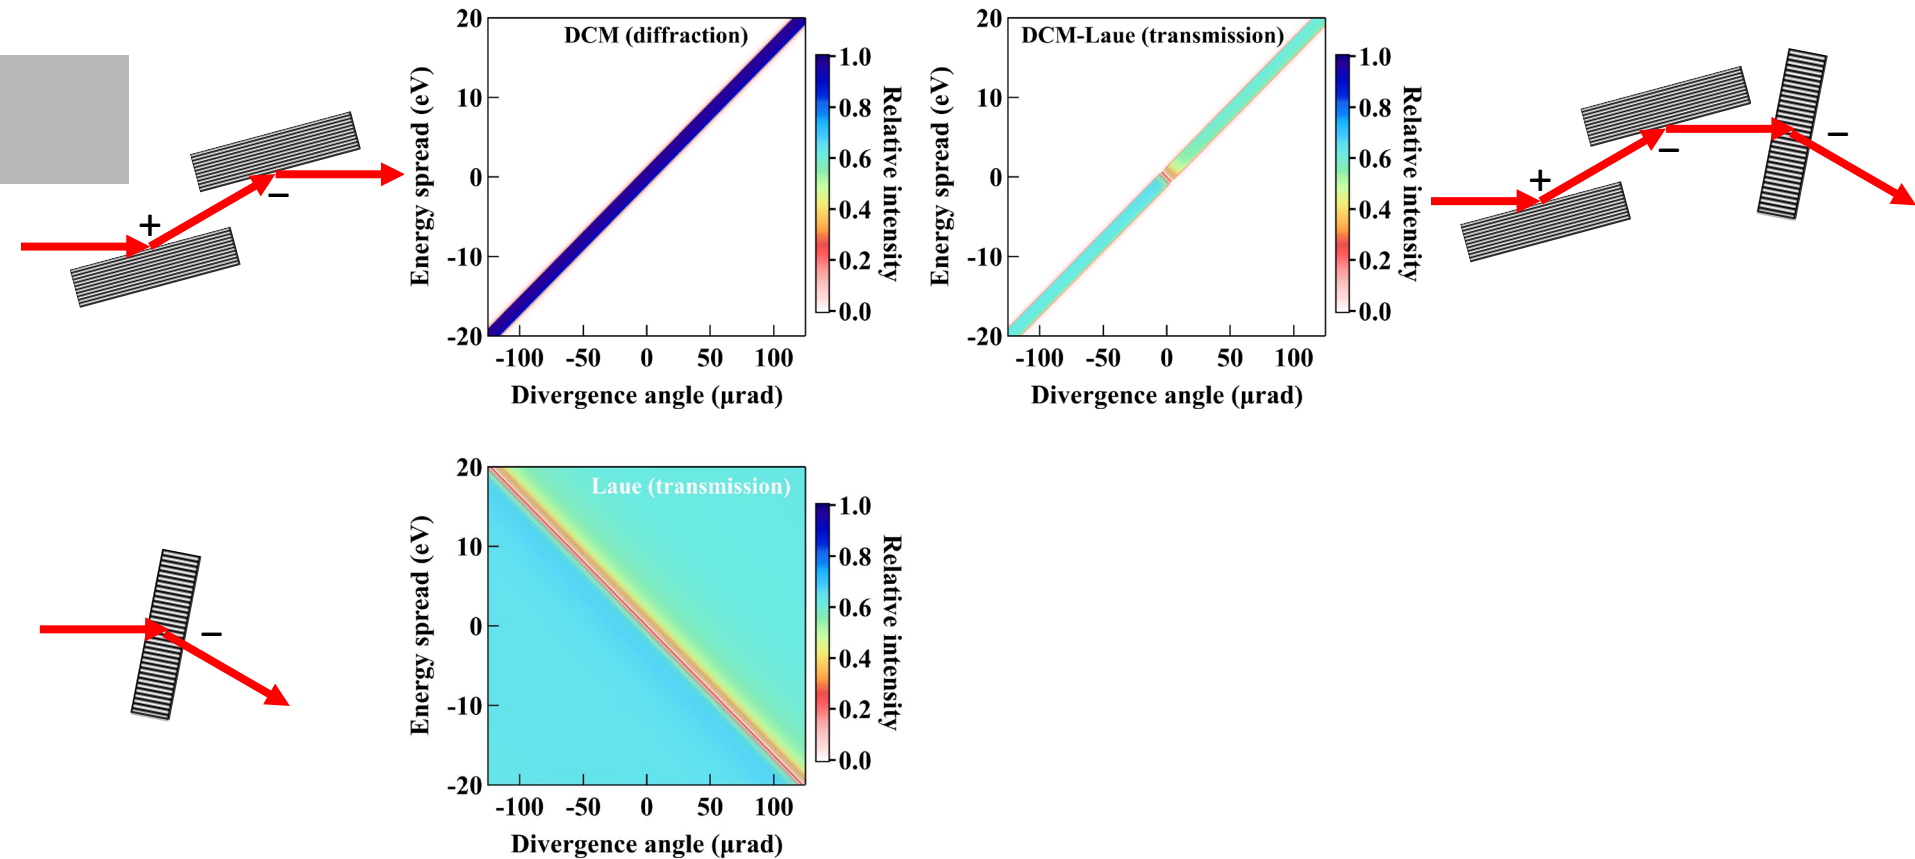 DCM (diffraction)
20
10
0
-10
-20
Energy spread (eV)
-100 -50 0 50 100
Divergence angle (μrad)
1.0
0.8
0.6
0.4
0.2
0.0
Relative intensity
+
−
DCM-Laue (transmission)
20
10
0
-10
-20
Energy spread (eV)
-100 -50 0 50 100
Divergence angle (μrad)
1.0
0.8
0.6
0.4
0.2
0.0
Relative intensity
+
−
−
Laue (transmission)
20
10
0
-10
-20
Energy spread (eV)
-100 -50 0 50 100
Divergence angle (μrad)
1.0
0.8
0.6
0.4
0.2
0.0
Relative intensity
−